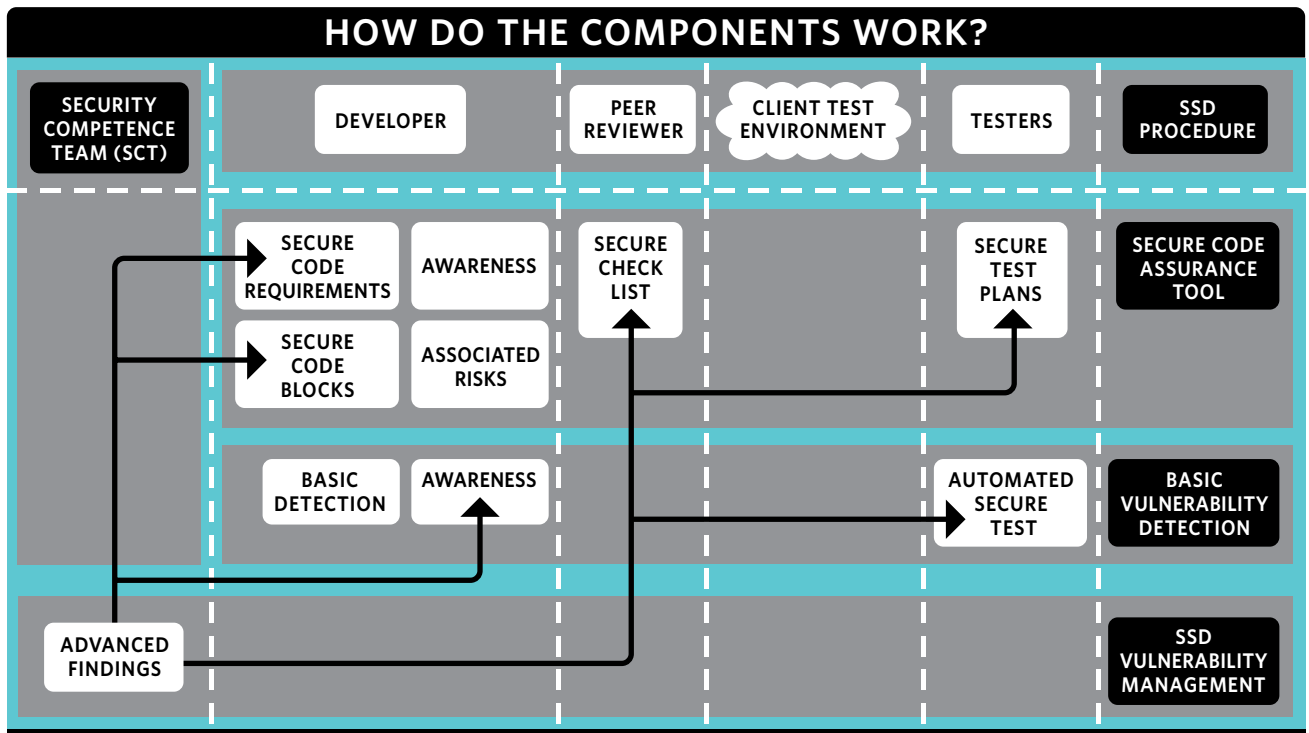 HOW DO THE COMPONENTS WORK?
SECURITY
COMPETENCE
TEAM (SCT)
DEVELOPER
PEER
REVIEWER
CLIENT TEST
ENVIRONMENT
TESTERS
SSD
PROCEDURE
SECURE
CODE
REQUIREMENTS
AWARENESS
SECURE
CHECK
LIST
SECURE
TEST
PLANS
SECURE CODE
ASSURANCE
TOOL
SECURE
CODE
BLOCKS
ASSOCIATED
RISKS
BASIC
DETECTION
AWARENESS
AUTOMATED
SECURE
TEST
BASIC
VULNERABILITY
DETECTION
ADVANCED
FINDINGS
SSD
VULNERABILITY
MANAGEMENT